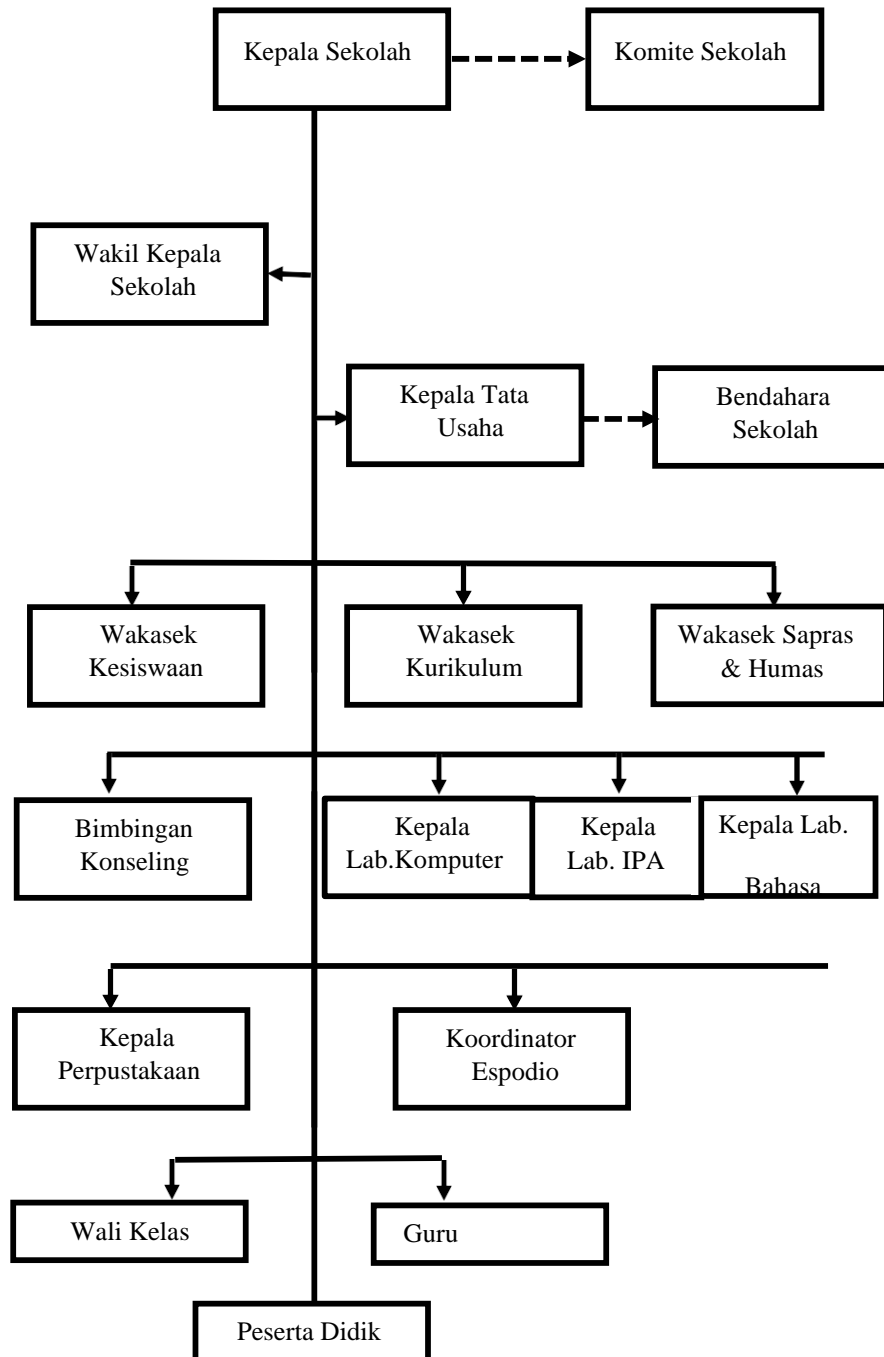 Kepala Sekolah
Komite Sekolah
Wakil Kepala
Sekolah
Kepala Tata
Usaha
Bendahara
Sekolah
Wakasek
Kesiswaan
Wakasek
Kurikulum
Wakasek Sapras
& Humas
Bimbingan
Konseling
Kepala
Lab.Komputer
Kepala
Lab. IPA
Kepala Lab.
Bahasa
Kepala
Perpustakaan
Koordinator
Espodio
Wali Kelas
Guru
Peserta Didik